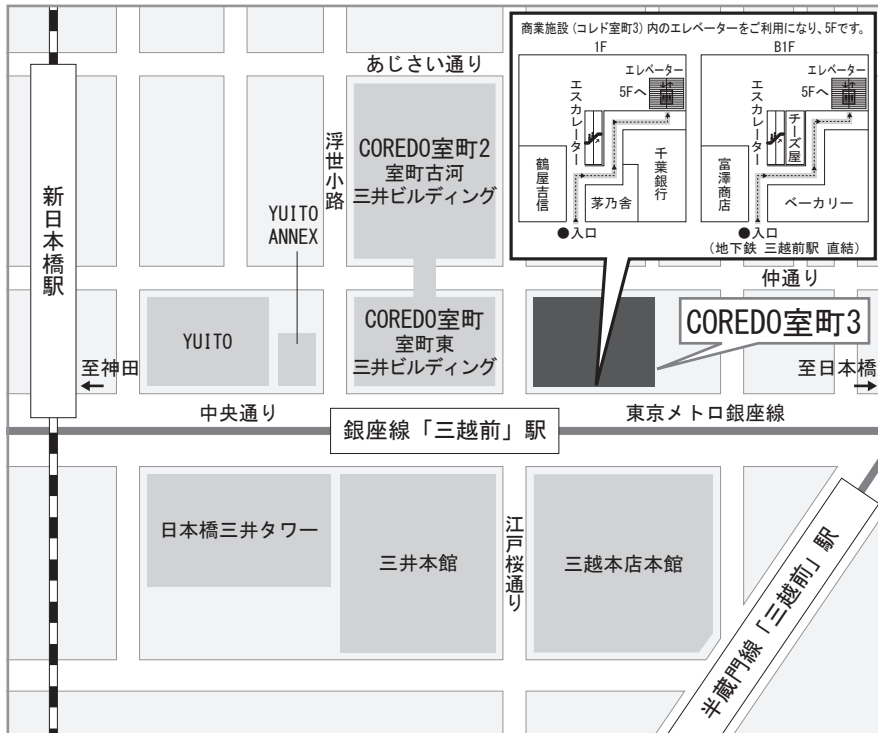 商業施設(コレド室町3)内のエレベーターをご利用になり、5Fです。
1F
エレベーター
5Fへ
エスカレーター
鶴屋吉信
茅乃舎
千葉銀行
●入口
B1F
エレベーター
5Fへ
エスカレーター
チーズ屋
富澤商店
ベーカリー
●入口
(地下鉄 三越前駅 直結)
あじさい通り
浮世小路
COREDO室町2
室町古河
三井ビルディング
新日本橋駅
YUITO
ANNEX
仲通り
YUITO
COREDO室町
室町東
三井ビルディング
COREDO室町3
至神田
至日本橋
中央通り
銀座線「三越前」駅
東京メトロ銀座線
日本橋三井タワー
三井本館
江戸桜通り
三越本店本館
半蔵門線「三越前」駅